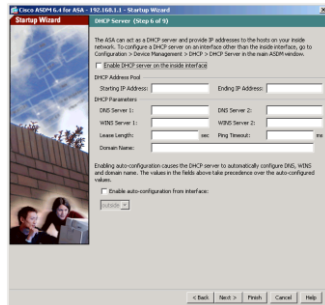 Cisco ASDM 6.4 for ASA - 192.168.1.1 - Startup Wizard
Startup Wizard
DHCP Server (Step 6 of 9)
The ASA can act as a DHCP server and provide IP addresses to the hosts on your inside
network. To configure a DHCP server on an interface other than the inside interface, go to
Configuration > Device Management > DHCP > DHCP Server in the main ASDM window.
Enable DHCP server on the inside interface
DHCP Address Pool
Starting IP Address:
Ending IP Address:
DHCP Parameters
DNS Server 1:
DNS Server 2:
WINS Server 1:
WINS Server 2:
Lease Length:
sec
Ping Timeout:
ms
Domain Name:
Enabling auto-configuration causes the DHCP server to automatically configure DNS, WINS
and domain name. The values in the fields above take precedence over the auto-configured
values.
Enable auto-configuration from interface:
outside
< Back
Next >
Finish
Cancel
Help